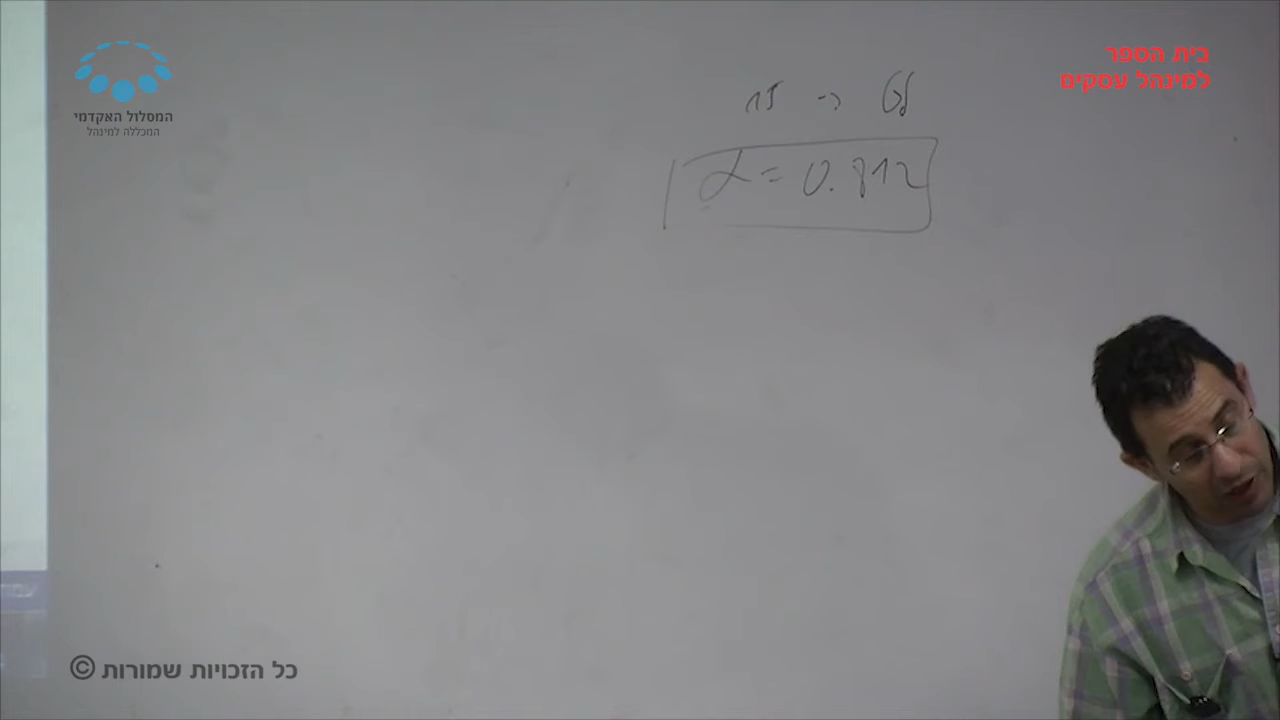 בית הספר
למינהל עסקים
המסלול האקדמי
המכללה למינהל
α = 0.812
כל הזכויות שמורות ©